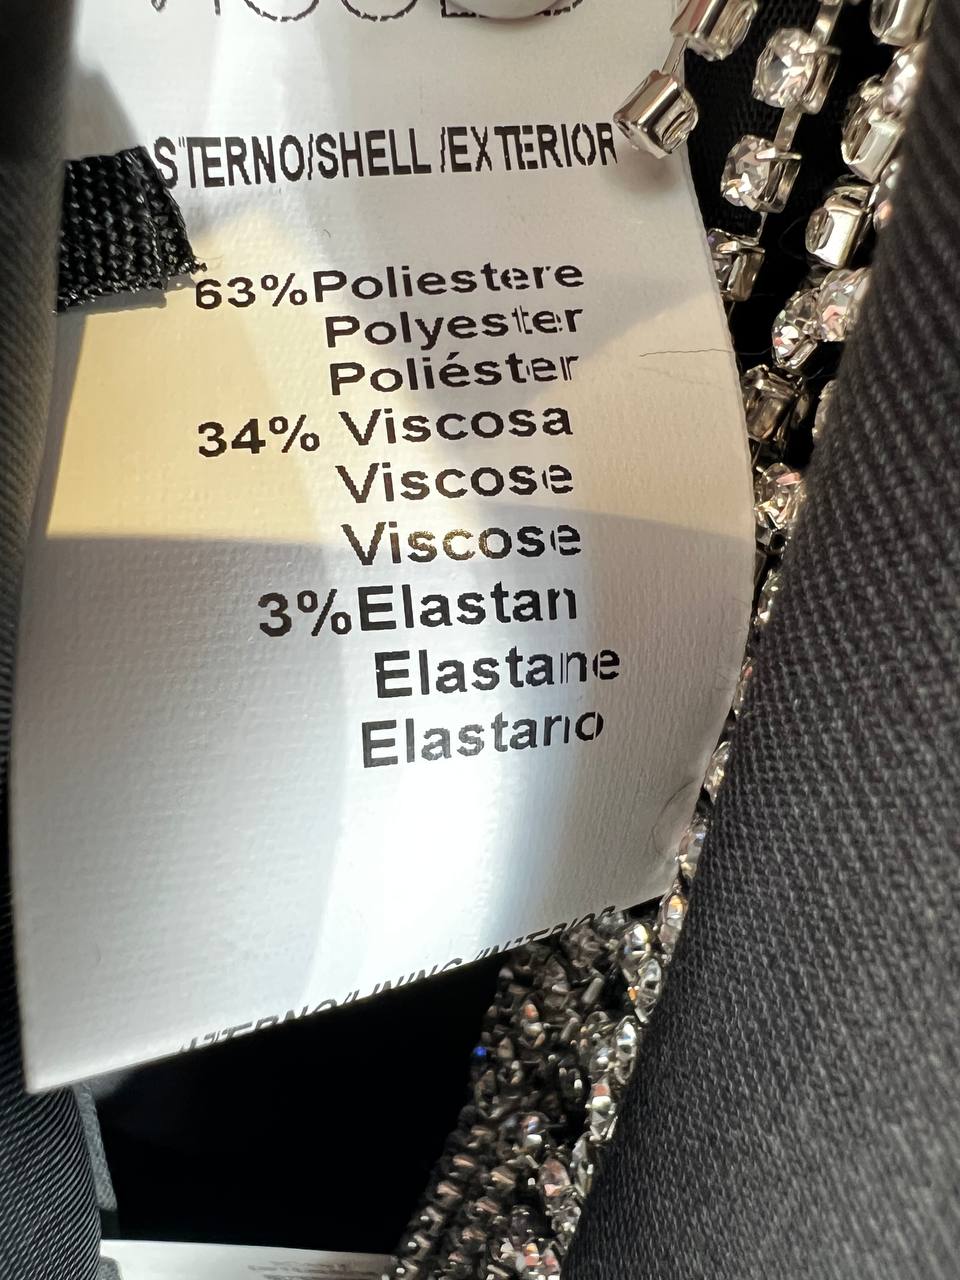 STERNO/SHELL/EXTERIOR
63%Poliestere
Polyester
Poliéster
34% Viscosa
Viscose
Viscose
3%Elastan
Elastane
Elastano